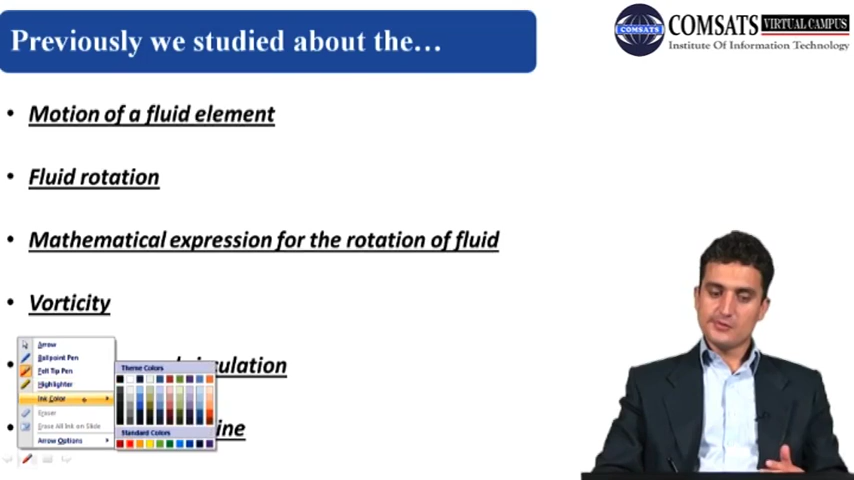 Previously we studied about the...
COMSATS VIRTUAL CAMPUS
COMSATS
Institute Of Information Technology
• Motion of a fluid element
• Fluid rotation
• Mathematical expression for the rotation of fluid
• Vorticity
Arrow
Ballpoint Pen
Felt Tip Pen
Highlighter
Ink Color
Eraser
Erase All Ink on Slide
Arrow Options
Theme Colors
Standard Colors